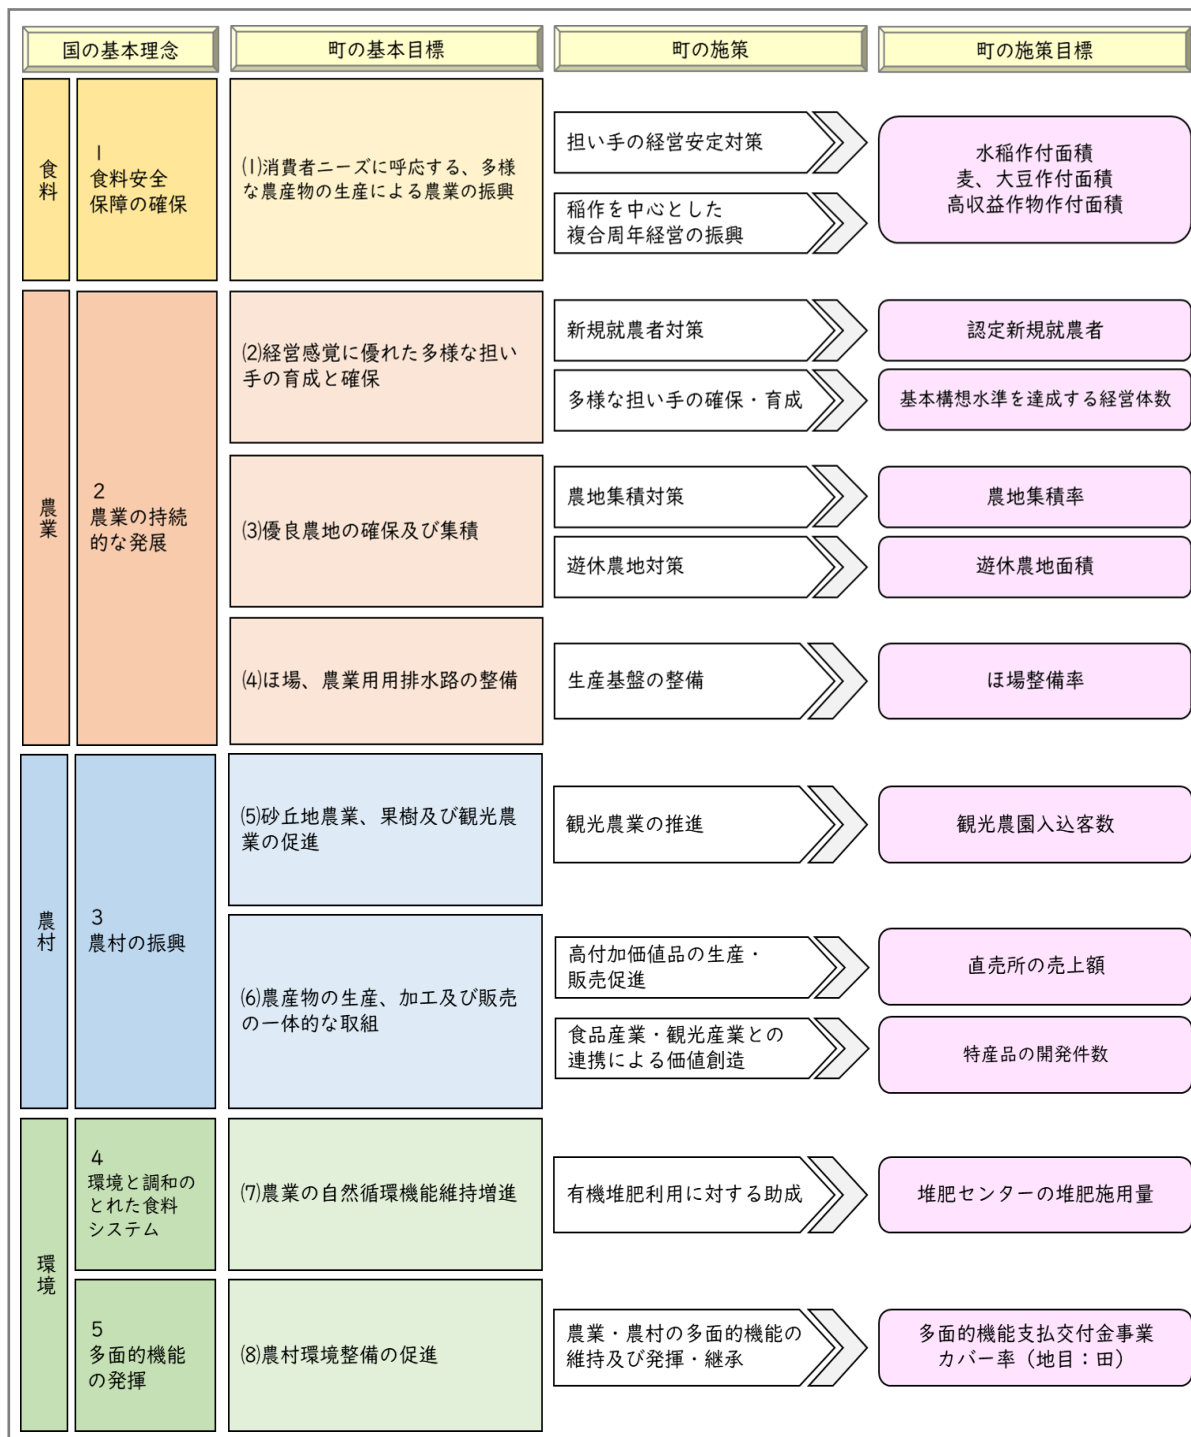 国の基本理念
町の基本目標
町の施策
町の施策目標
食料
1
食料安全
保障の確保
⑴消費者ニーズに呼応する、多様
な農産物の生産による農業の振興
担い手の経営安定対策
稲作を中心とした
複合周年経営の振興
水稲作付面積
麦、大豆作付面積
高収益作物作付面積
農業
2
農業の持続
的な発展
⑵経営感覚に優れた多様な担い
手の育成と確保
新規就農者対策
認定新規就農者
多様な担い手の確保・育成
基本構想水準を達成する経営体数
⑶優良農地の確保及び集積
農地集積対策
農地集積率
遊休農地対策
遊休農地面積
⑷ほ場、農業用用排水路の整備
生産基盤の整備
ほ場整備率
農村
3
農村の振興
⑸砂丘地農業、果樹及び観光農
業の促進
観光農業の推進
観光農園入込客数
⑹農産物の生産、加工及び販売
の一体的な取組
高付加価値品の生産・
販売促進
直売所の売上額
食品産業・観光産業との
連携による価値創造
特産品の開発件数
環境
4
環境と調和の
とれた食料
システム
⑺農業の自然循環機能維持増進
有機堆肥利用に対する助成
堆肥センターの堆肥施用量
5
多面的機能
の発揮
⑻農村環境整備の促進
農業・農村の多面的機能の
維持及び発揮・継承
多面的機能支払交付金事業
カバー率（地目：田）